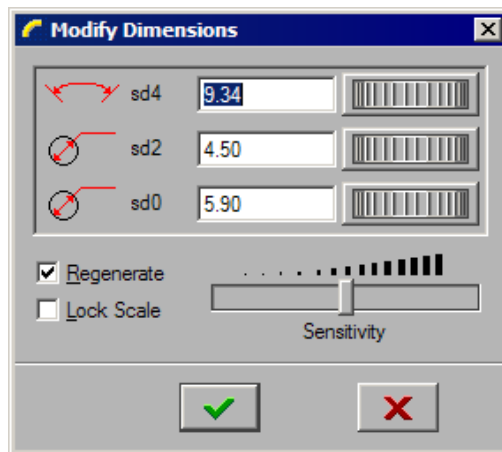 Modify Dimensions
sd4 9.34
sd2 4.50
sd0 5.90
Regenerate
Lock Scale
Sensitivity